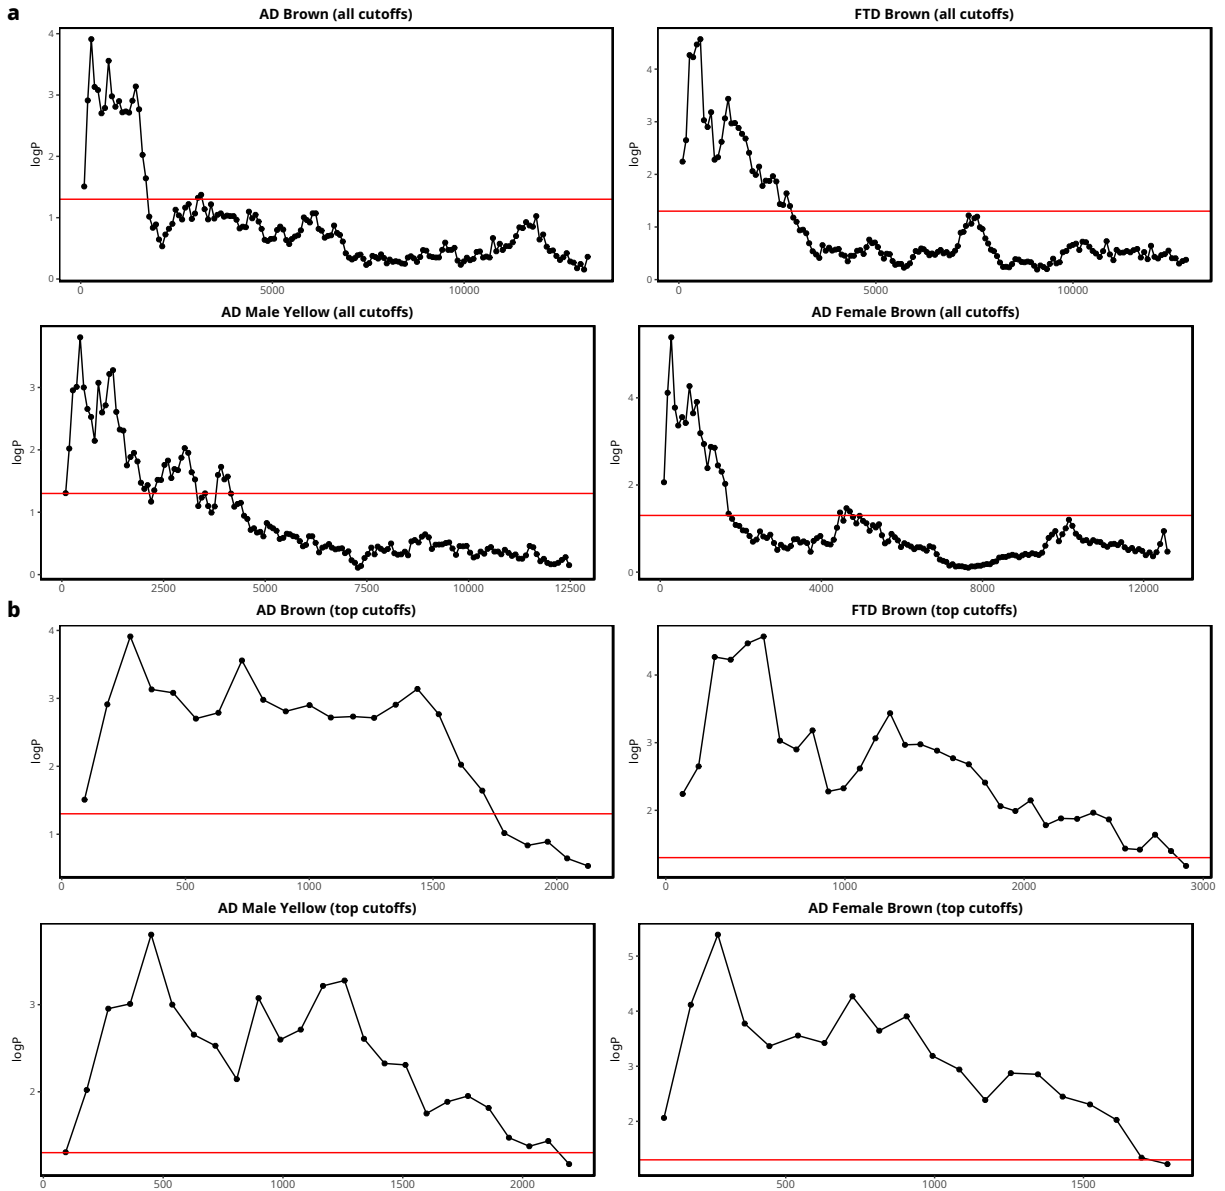 a
AD Brown (all cutoffs)
FTD Brown (all cutoffs)
4
3
2
1
0
logP
0 5000 10000
4
3
2
1
0
logP
0 5000 10000
AD Male Yellow (all cutoffs)
AD Female Brown (all cutoffs)
3
2
1
0
logP
0 2500 5000 7500 10000 12500
4
2
0
logP
0 4000 8000 12000
b
AD Brown (top cutoffs)
FTD Brown (top cutoffs)
4
3
2
1
logP
0 500 1000 1500 2000
4
3
2
logP
0 1000 2000 3000
AD Male Yellow (top cutoffs)
AD Female Brown (top cutoffs)
3
2
logP
0 500 1000 1500 2000
5
4
3
2
logP
500 1000 1500